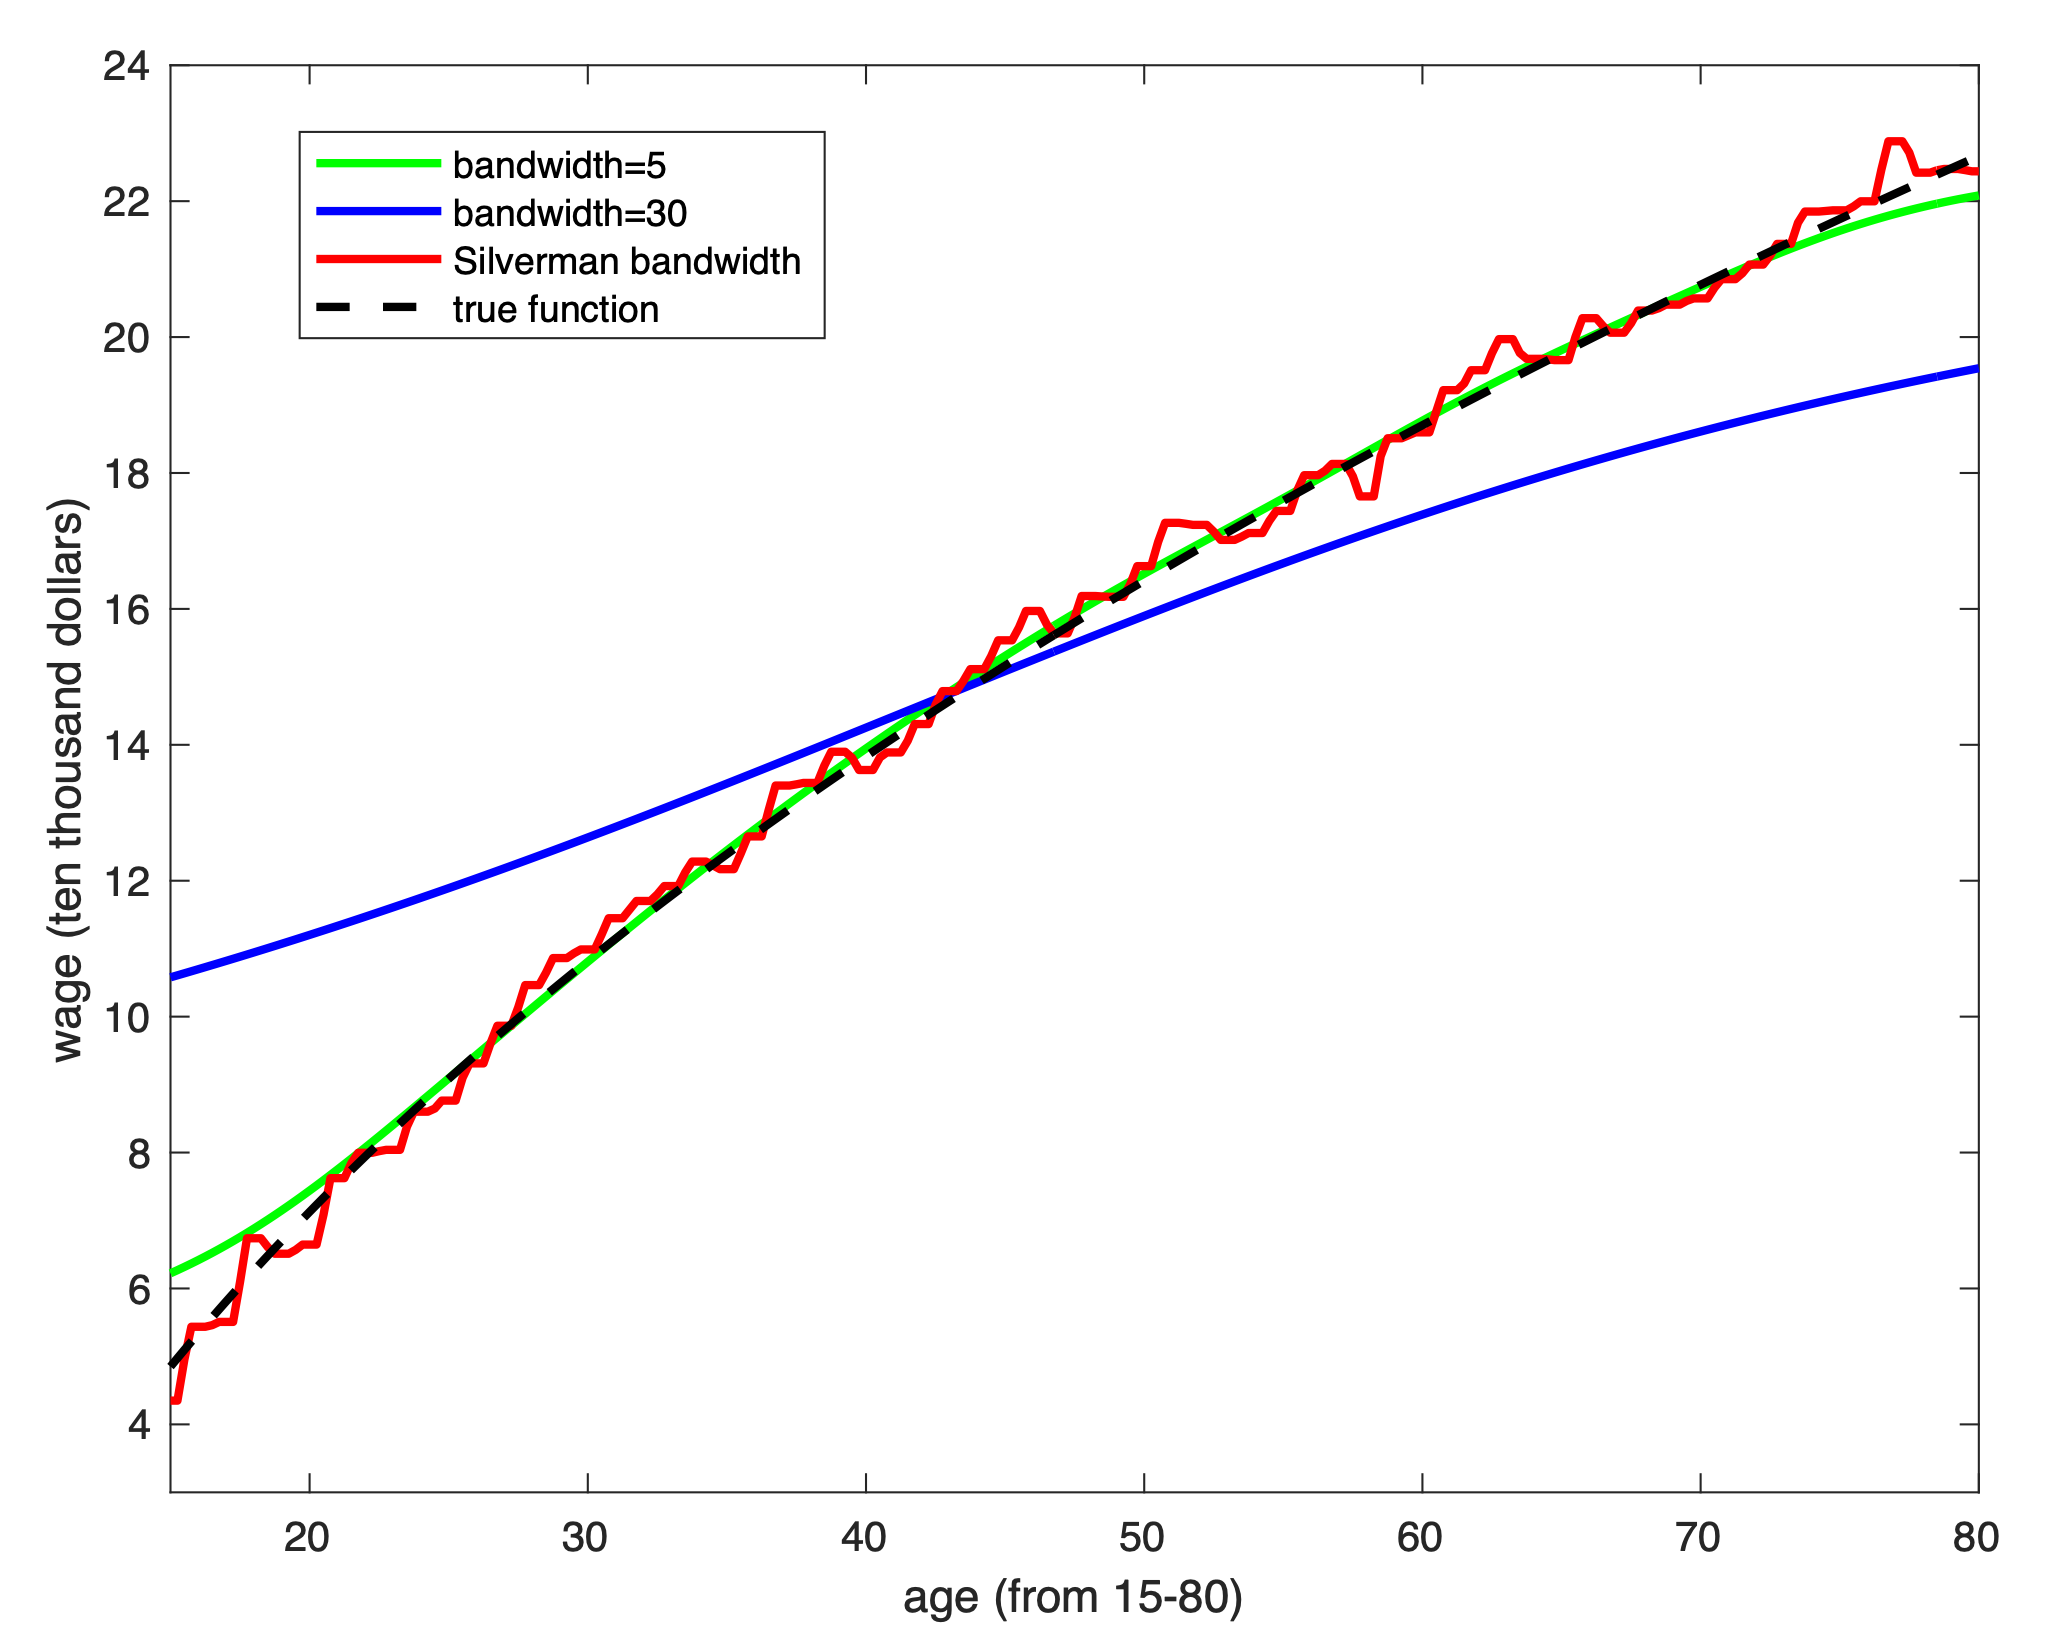 24
22
20
18
16
14
12
10
8
6
4
wage (ten thousand dollars)
bandwidth=5
bandwidth=30
Silverman bandwidth
true function
20 30 40 50 60 70 80
age (from 15-80)